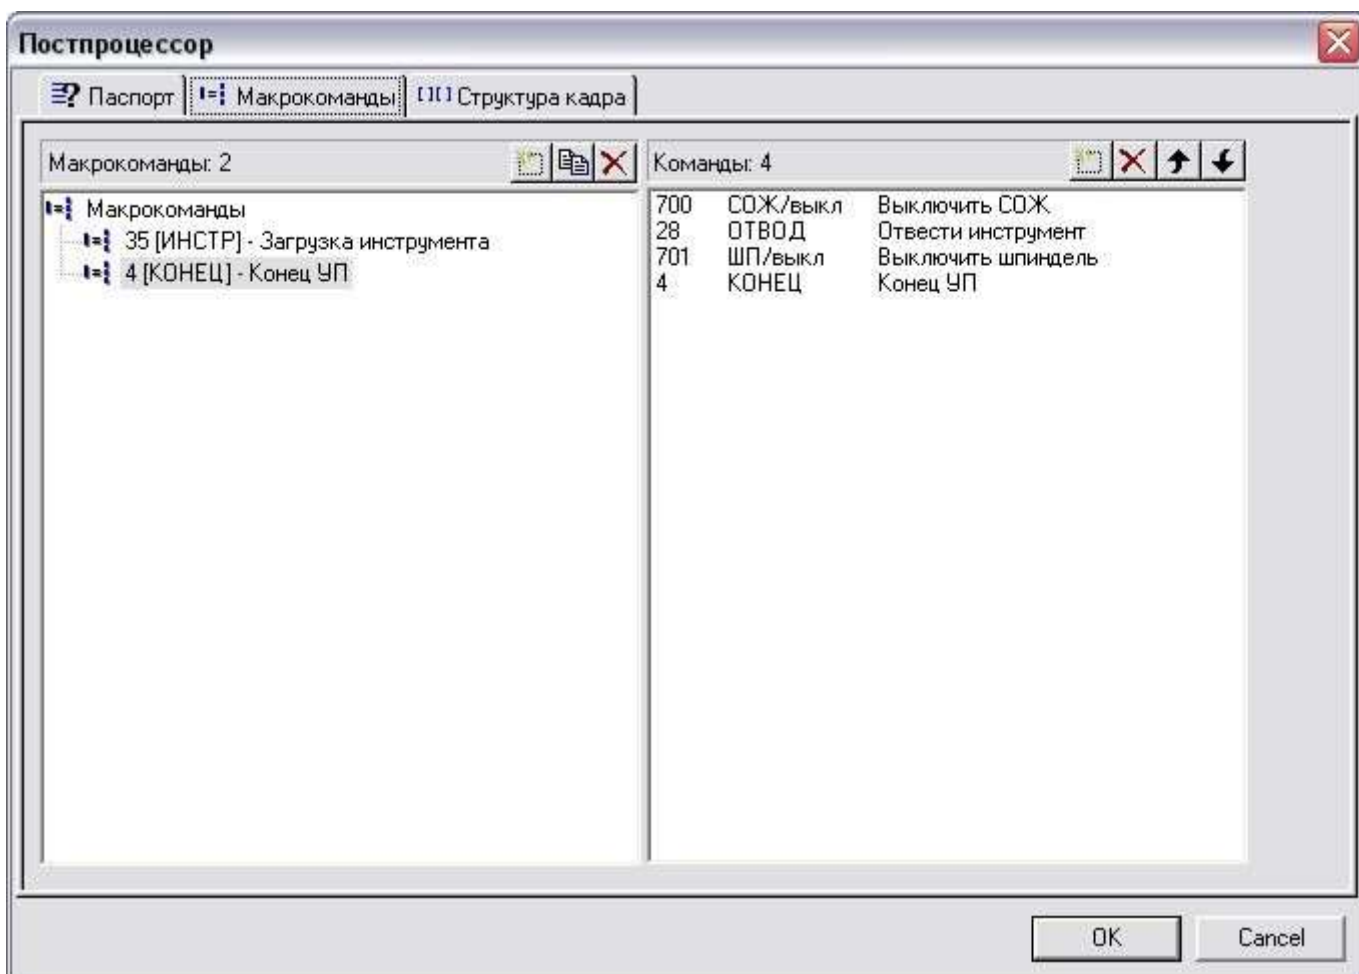 Постпроцессор
Паспорт Макрокоманды Структура кадра
Макрокоманды: 2
Макрокоманды
35 [ИНСТР] - Загрузка инструмента
4 [КОНЕЦ] - Конец УП
Команды: 4
700 СОЖ/выкл Выключить СОЖ
28 ОТВОД Отвести инструмент
701 ШП/выкл Выключить шпиндель
4 КОНЕЦ Конец УП
OK Cancel